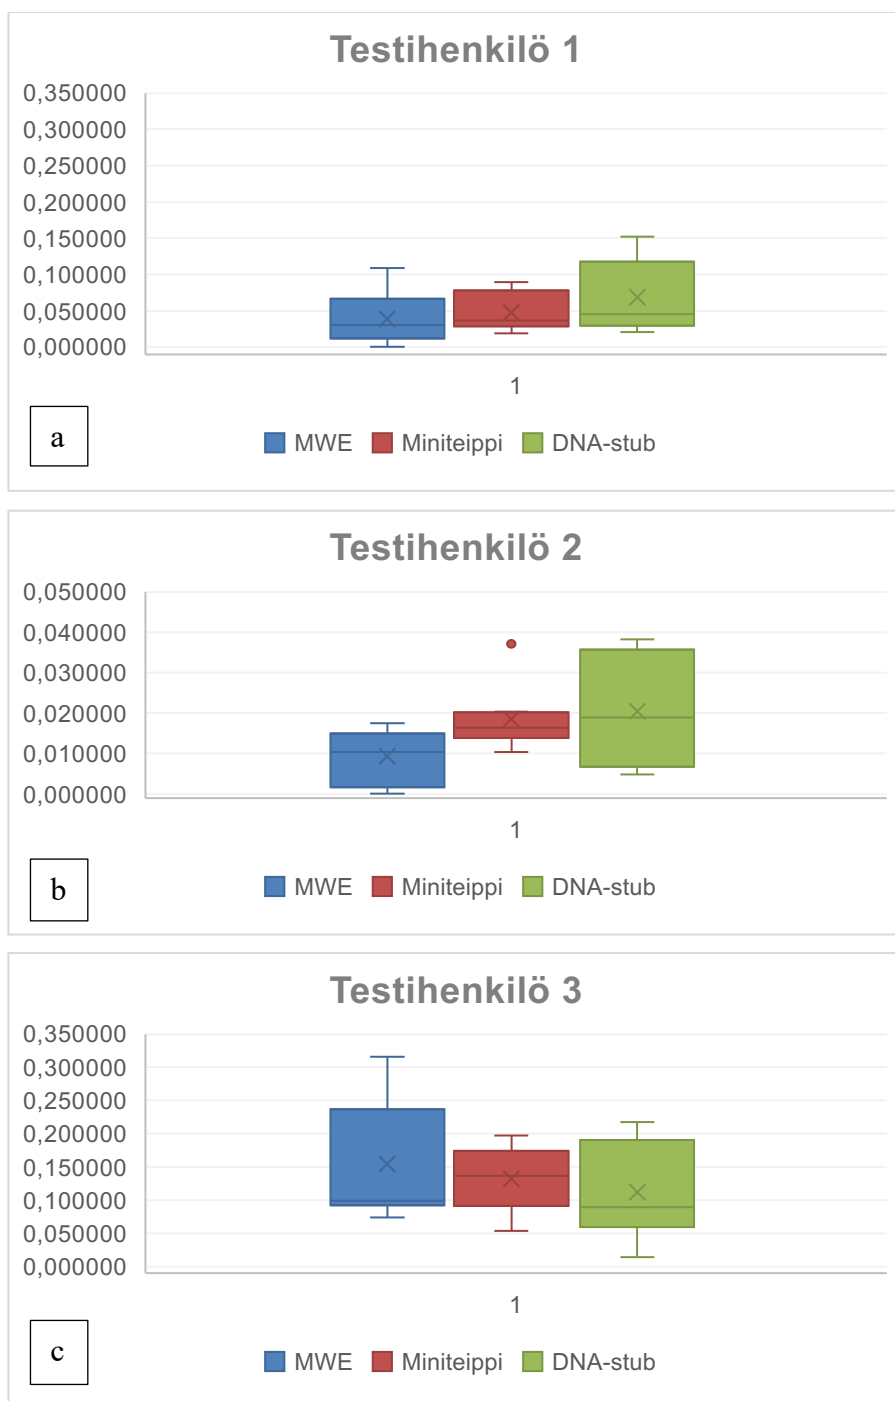 Testihenkilö 1
0,350000
0,300000
0,250000
0,200000
0,150000
0,100000
0,050000
0,000000
1
a
MWE Miniteippi DNA-stub
Testihenkilö 2
0,050000
0,040000
0,030000
0,020000
0,010000
0,000000
1
b
MWE Miniteippi DNA-stub
Testihenkilö 3
0,350000
0,300000
0,250000
0,200000
0,150000
0,100000
0,050000
0,000000
1
c
MWE Miniteippi DNA-stub